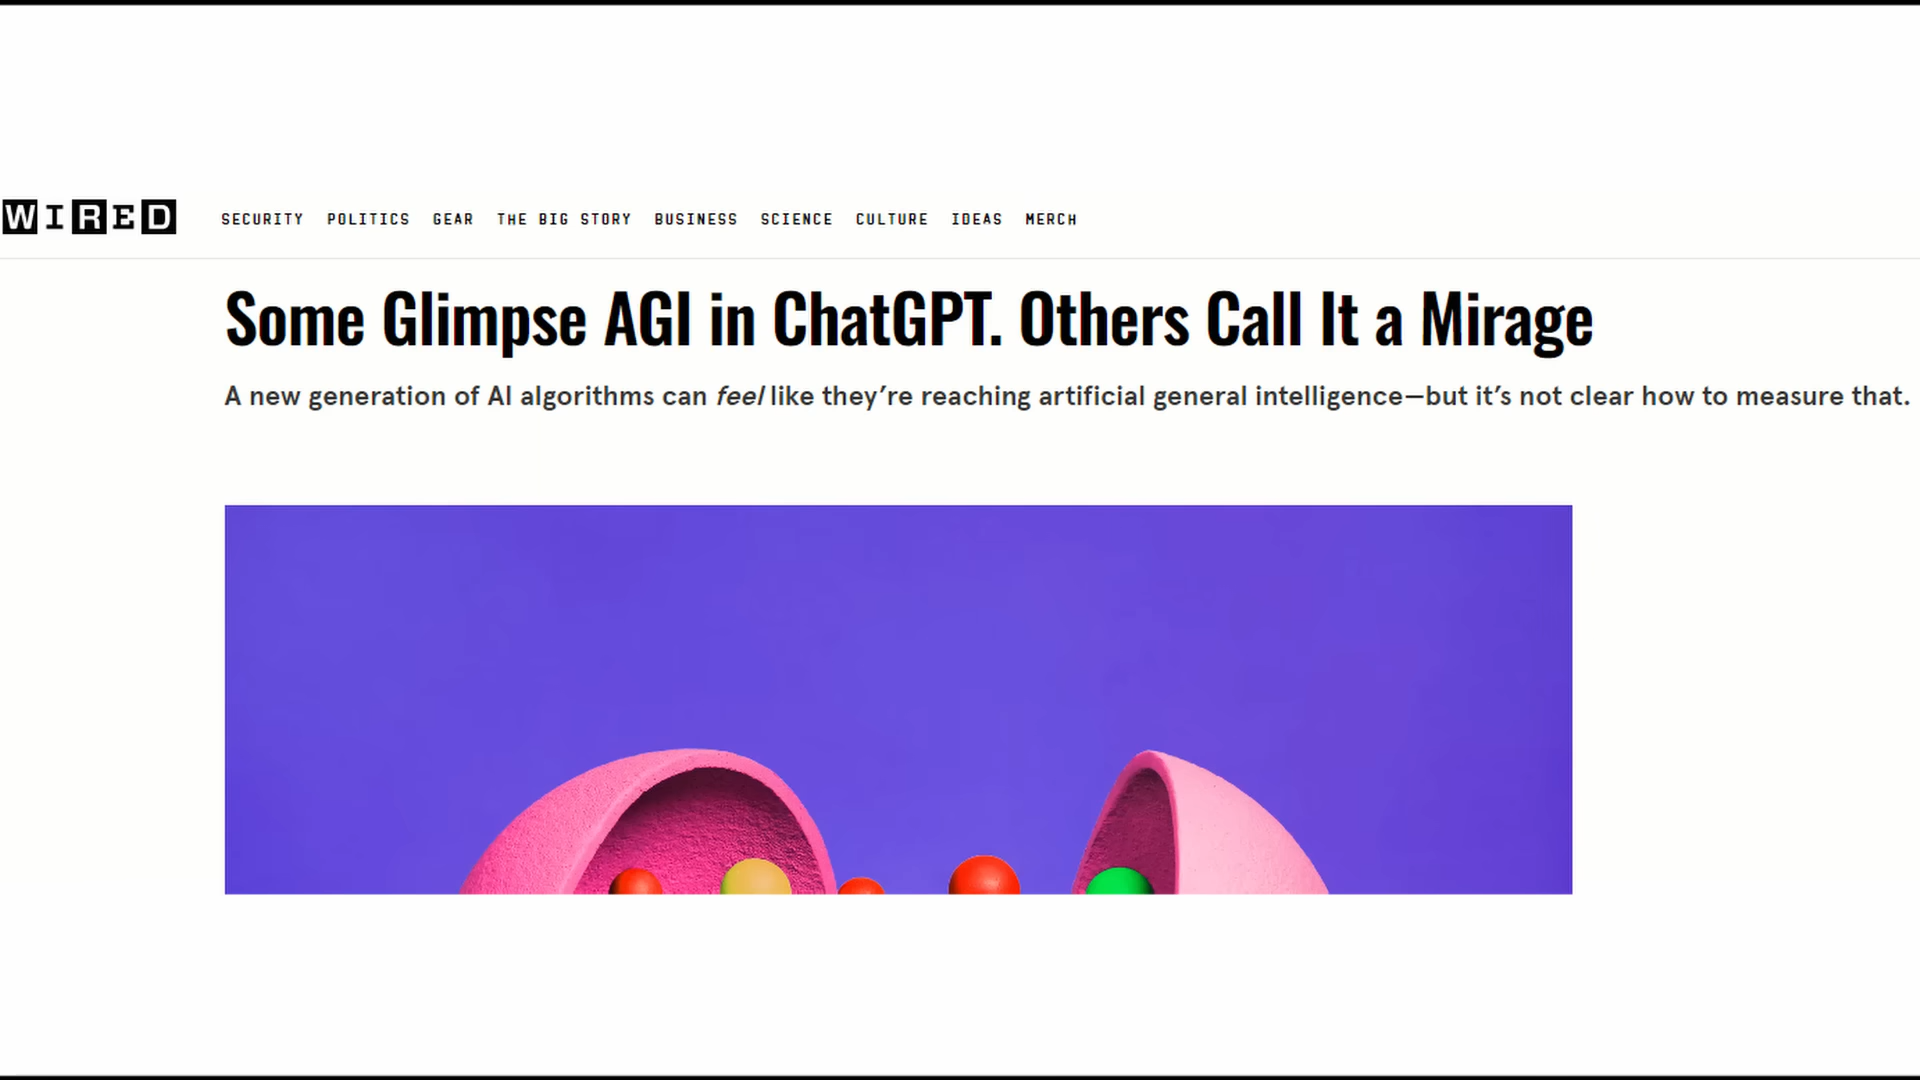 WIRED SECURITY POLITICS GEAR THE BIG STORY BUSINESS SCIENCE CULTURE IDEAS MERCH
Some Glimpse AGI in ChatGPT. Others Call It a Mirage
A new generation of AI algorithms can feel like they’re reaching artificial general intelligence—but it’s not clear how to measure that.